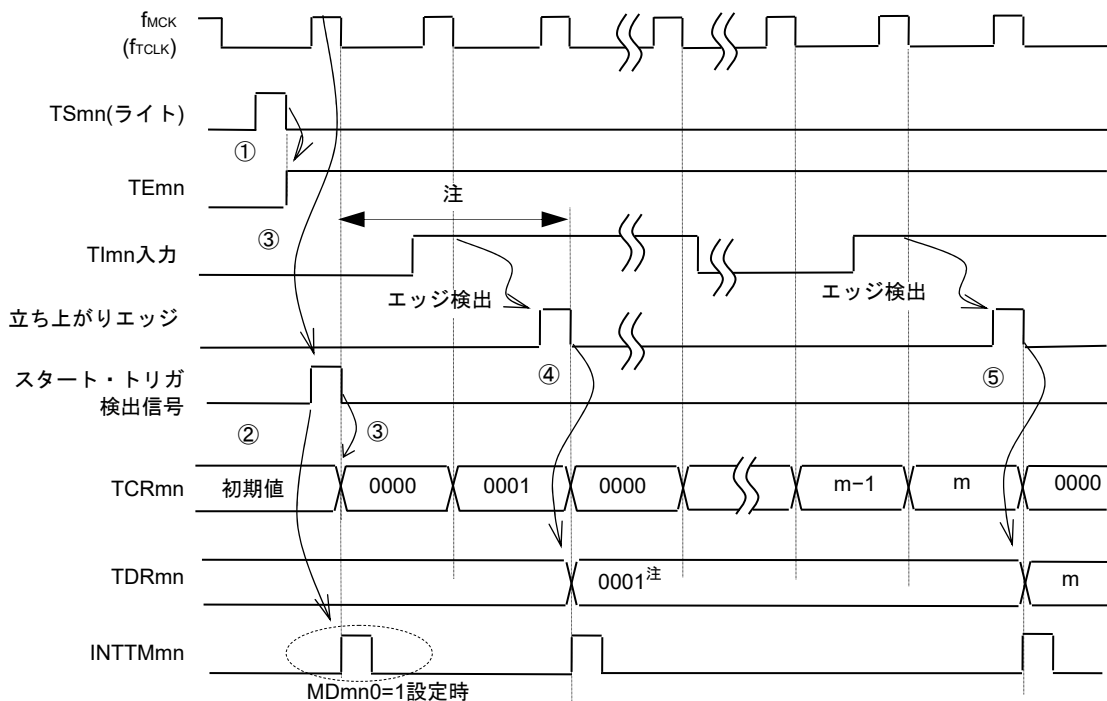 fMCK
(fTCLK)
TSmn(ライト)
①
TEmn
注
③
TImn入力
エッジ検出
エッジ検出
立ち上がりエッジ
④
⑤
スタート・トリガ
検出信号
②
③
TCRmn
初期値
0000
0001
0000
m−1
m
0000
TDRmn
0001注
m
INTTMmn
MDmn0=1設定時